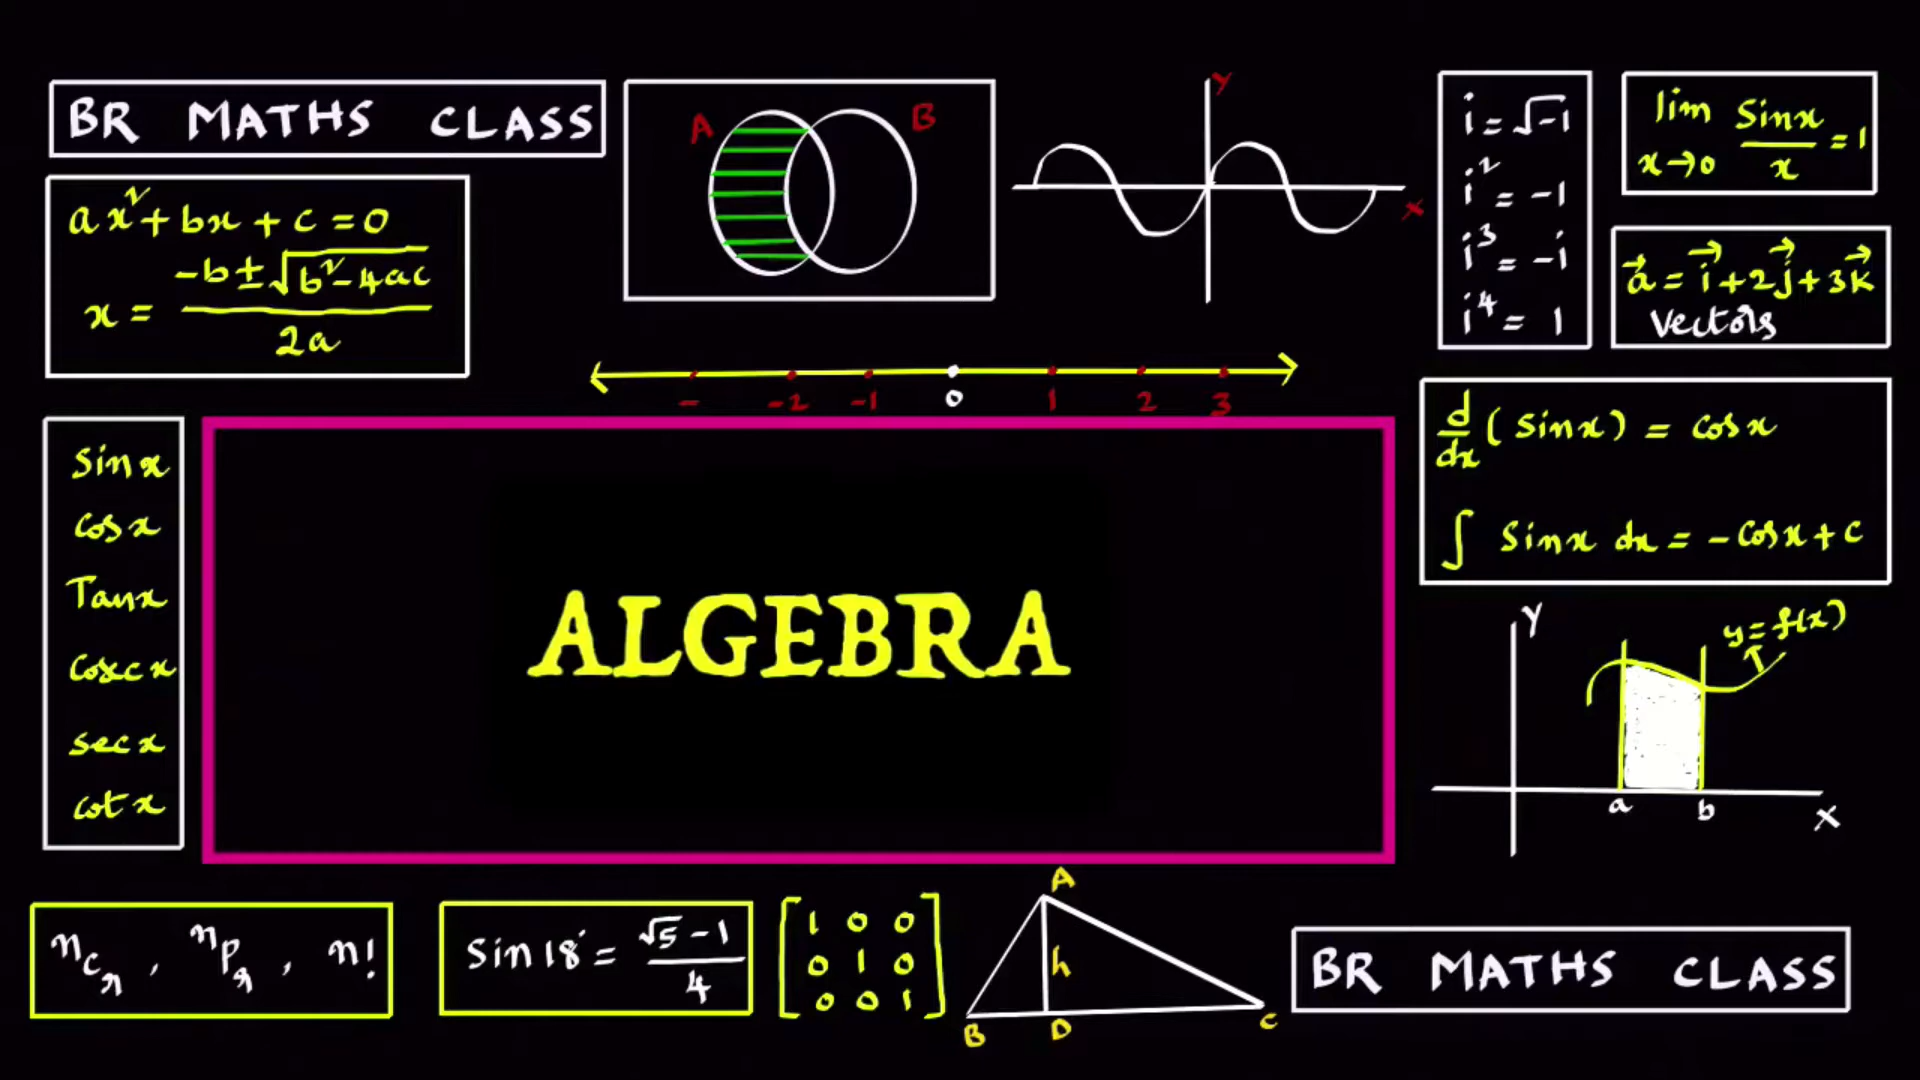 BR MATHS CLASS
ax²+bx+c=0
x = (-b±√(b²-4ac))/2a
A B
Y
X
i=√-1
i²=-1
i³=-i
i⁴=1
lim x→0 Sinx/x =1
a⃗=i⃗+2j⃗+3k⃗
Vectors
- -2 -1 0 1 2 3
Sinx
Cosx
Tanx
Cosecx
secx
cotx
ALGEBRA
d/dx (Sinx) = Cosx
∫ Sinx dx = -Cosx+c
Y
y=f(x)
a b
X
nCr, nPr, n!
Sin18°= (√5-1)/4
1 0 0
0 1 0
0 0 1
A
h
B D C
BR MATHS CLASS